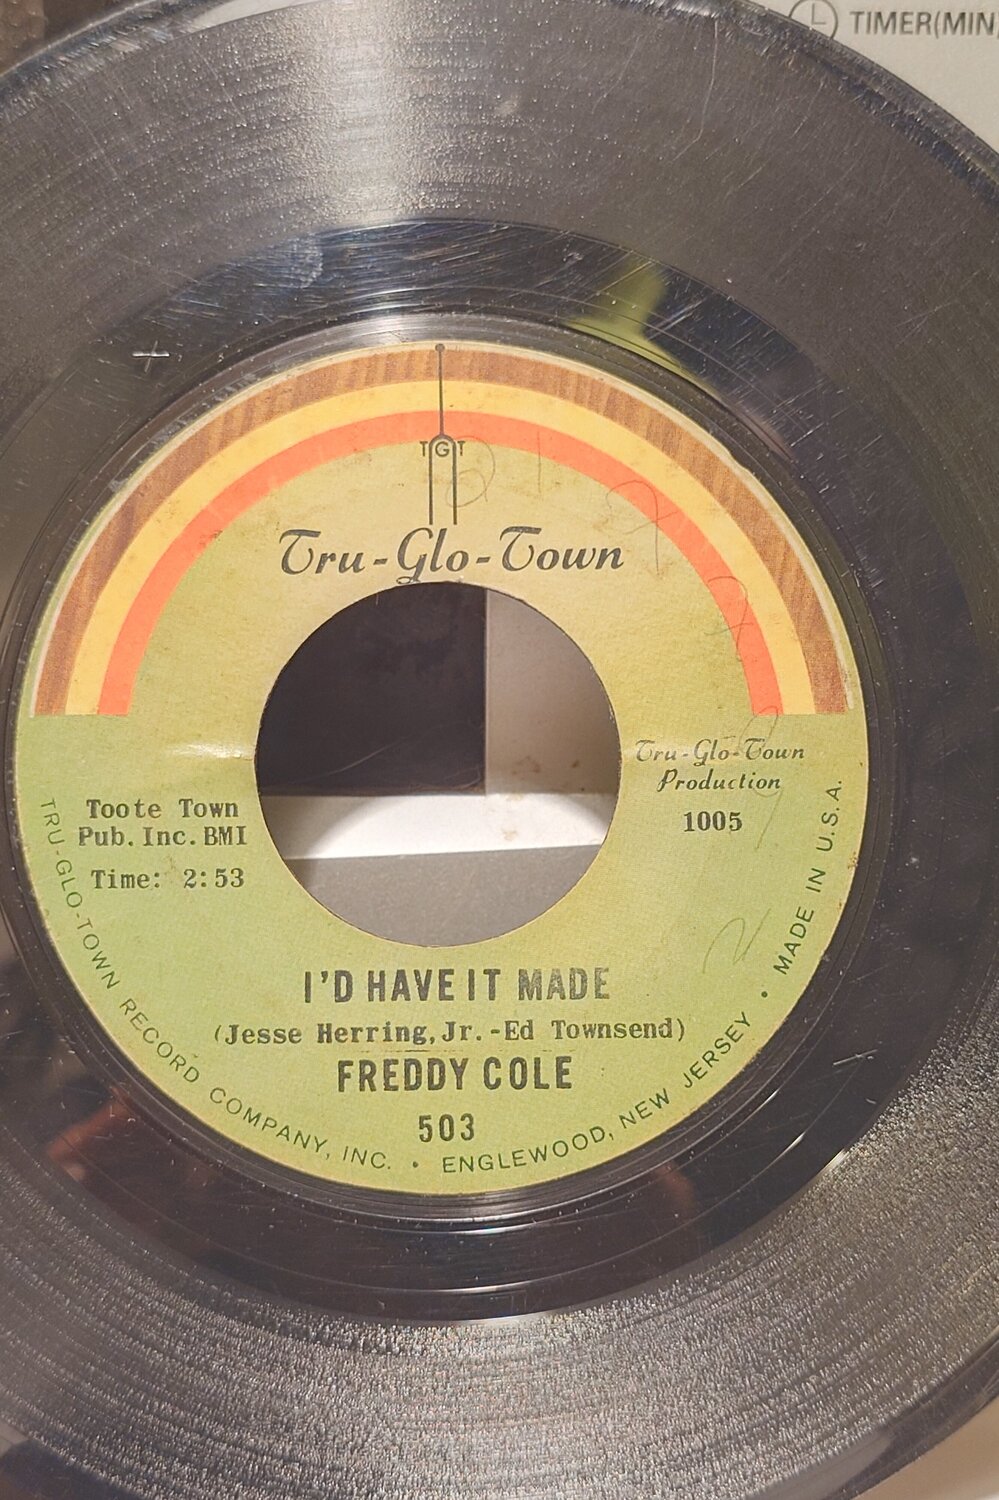 TIMER(MIN)
TGT
Tru-Glo-Town
Tru-Glo-Town
Production
1005
Toote Town
Pub. Inc. BMI
Time: 2:53
I'D HAVE IT MADE
(Jesse Herring, Jr.-Ed Townsend)
FREDDY COLE
503
TRU-GLO-TOWN RECORD COMPANY, INC. • ENGLEWOOD, NEW JERSEY • MADE IN U.S.A.